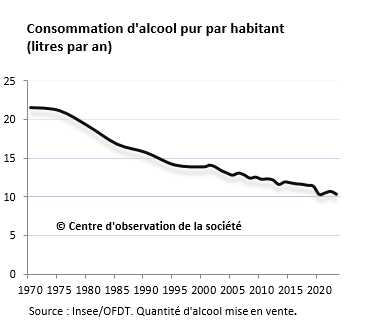 Consommation d'alcool pur par habitant
(litres par an)
25
20
15
10
5
0
1970 1975 1980 1985 1990 1995 2000 2005 2010 2015 2020
© Centre d'observation de la société
Source : Insee/OFDT. Quantité d'alcool mise en vente.